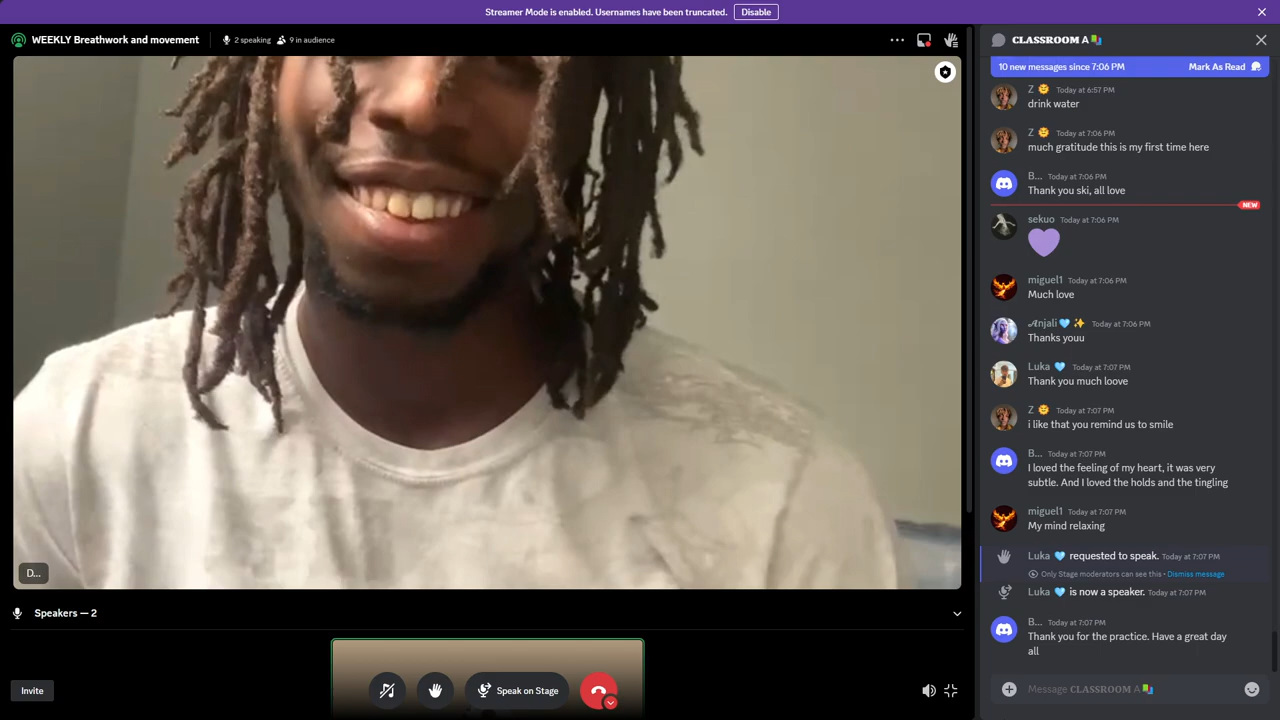 Streamer Mode is enabled. Usernames have been truncated. Disable
WEEKLY Breathwork and movement 2 speaking 9 in audience
D...
Speakers — 2
Invite
Speak on Stage
CLASSROOM A
10 new messages since 7:06 PM Mark As Read
Z Today at 6:57 PM
drink water
Z Today at 7:06 PM
much gratitude this is my first time here
B... Today at 7:06 PM
Thank you ski, all love
NEW
sekuo Today at 7:06 PM
miguel1 Today at 7:06 PM
Much love
𝒜njali Today at 7:06 PM
Thanks youu
Luka Today at 7:07 PM
Thank you much loove
Z Today at 7:07 PM
i like that you remind us to smile
B... Today at 7:07 PM
I loved the feeling of my heart, it was very
subtle. And I loved the holds and the tingling
miguel1 Today at 7:07 PM
My mind relaxing
Luka 🩵 requested to speak. Today at 7:07 PM
Only Stage moderators can see this • Dismiss message
Luka 🩵 is now a speaker. Today at 7:07 PM
B... Today at 7:07 PM
Thank you for the practice. Have a great day
all
Message CLASSROOM A